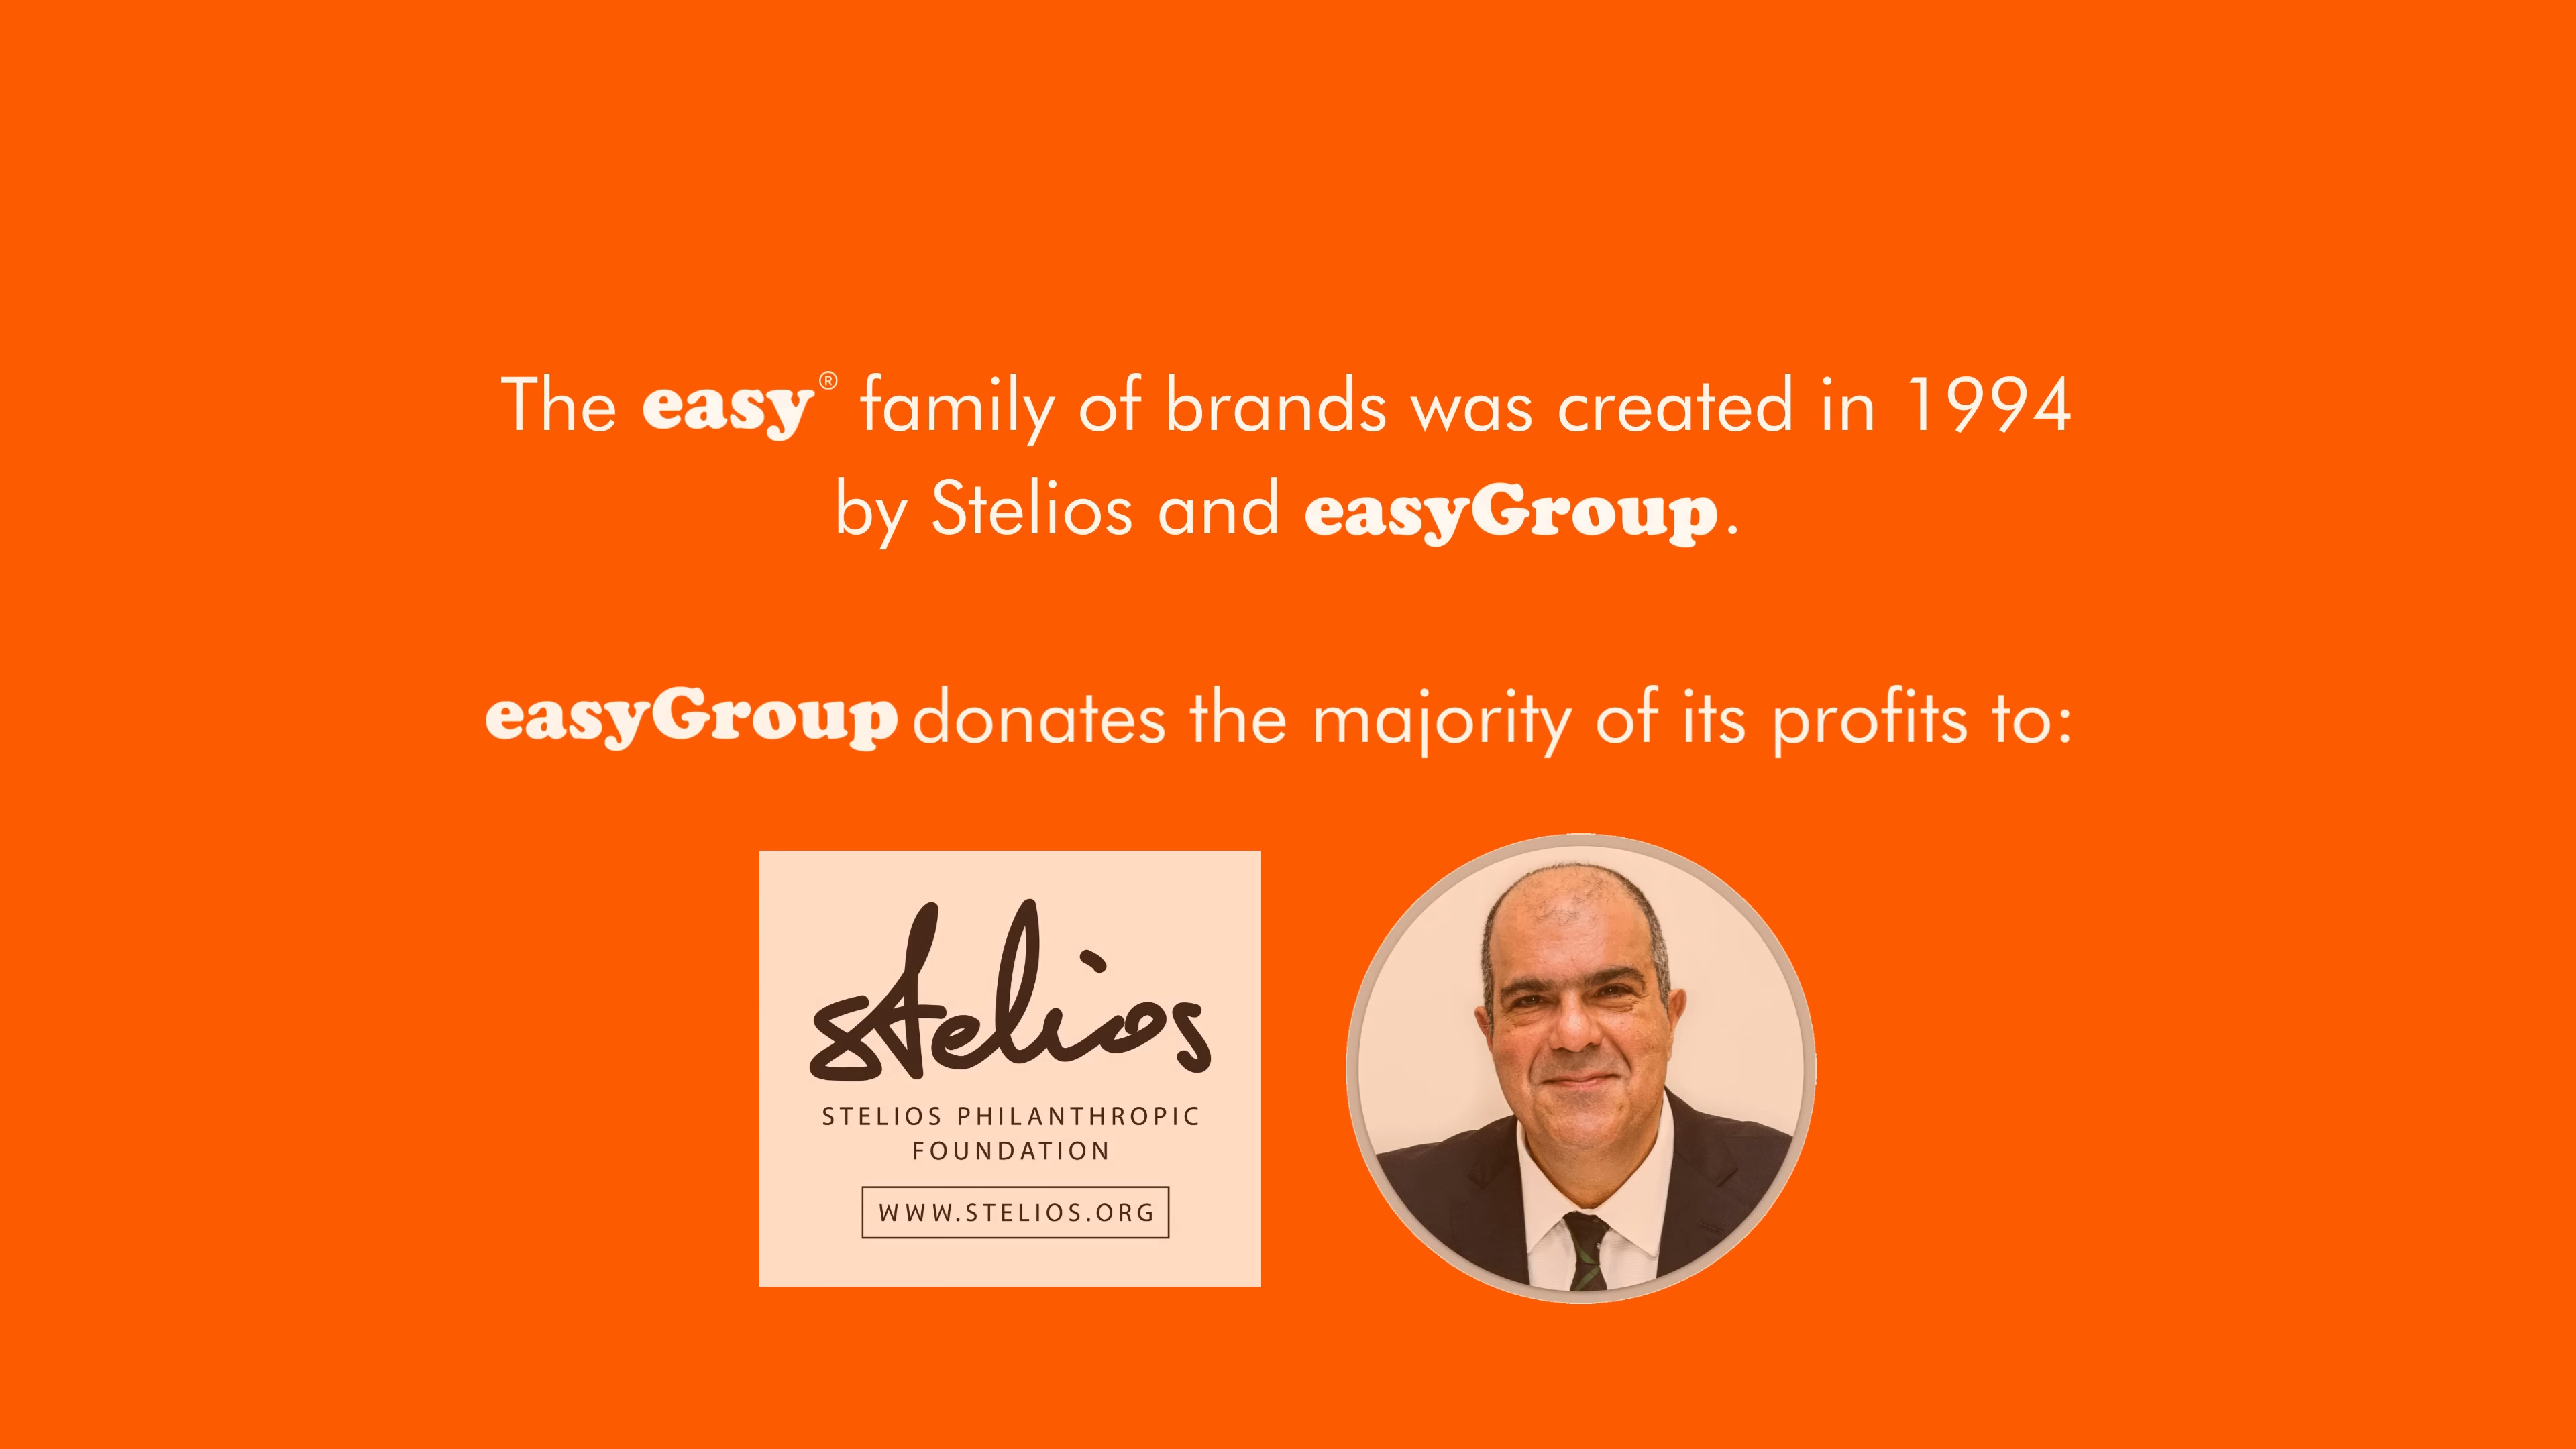 The easy® family of brands was created in 1994
by Stelios and easyGroup.
easyGroup donates the majority of its profits to:
stelios
STELIOS PHILANTHROPIC
FOUNDATION
WWW.STELIOS.ORG